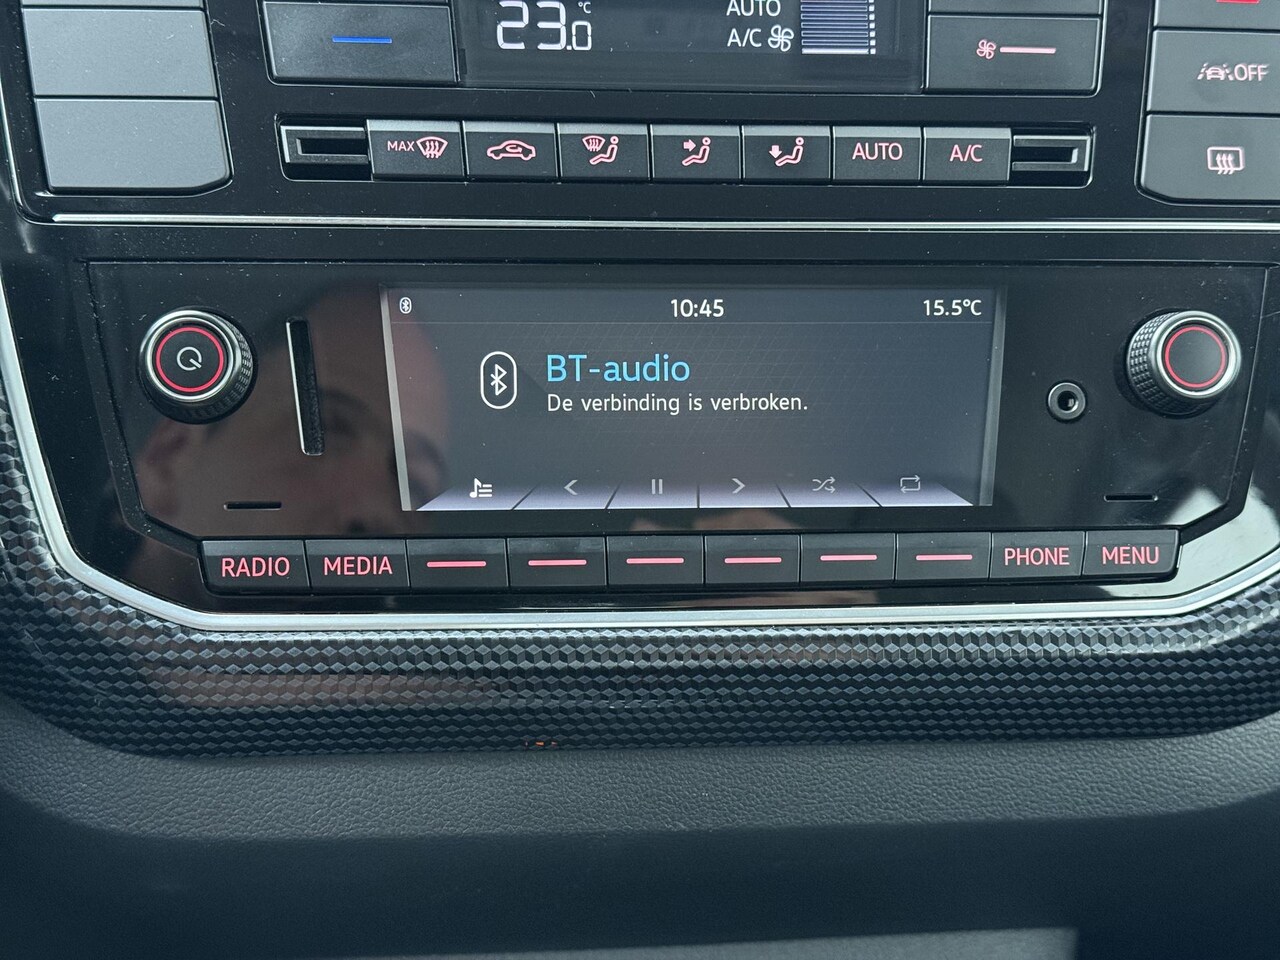 23.0 °C AUTO
A/C
OFF
MAX
AUTO
A/C
10:45
15.5°C
BT-audio
De verbinding is verbroken.
RADIO
MEDIA
PHONE
MENU